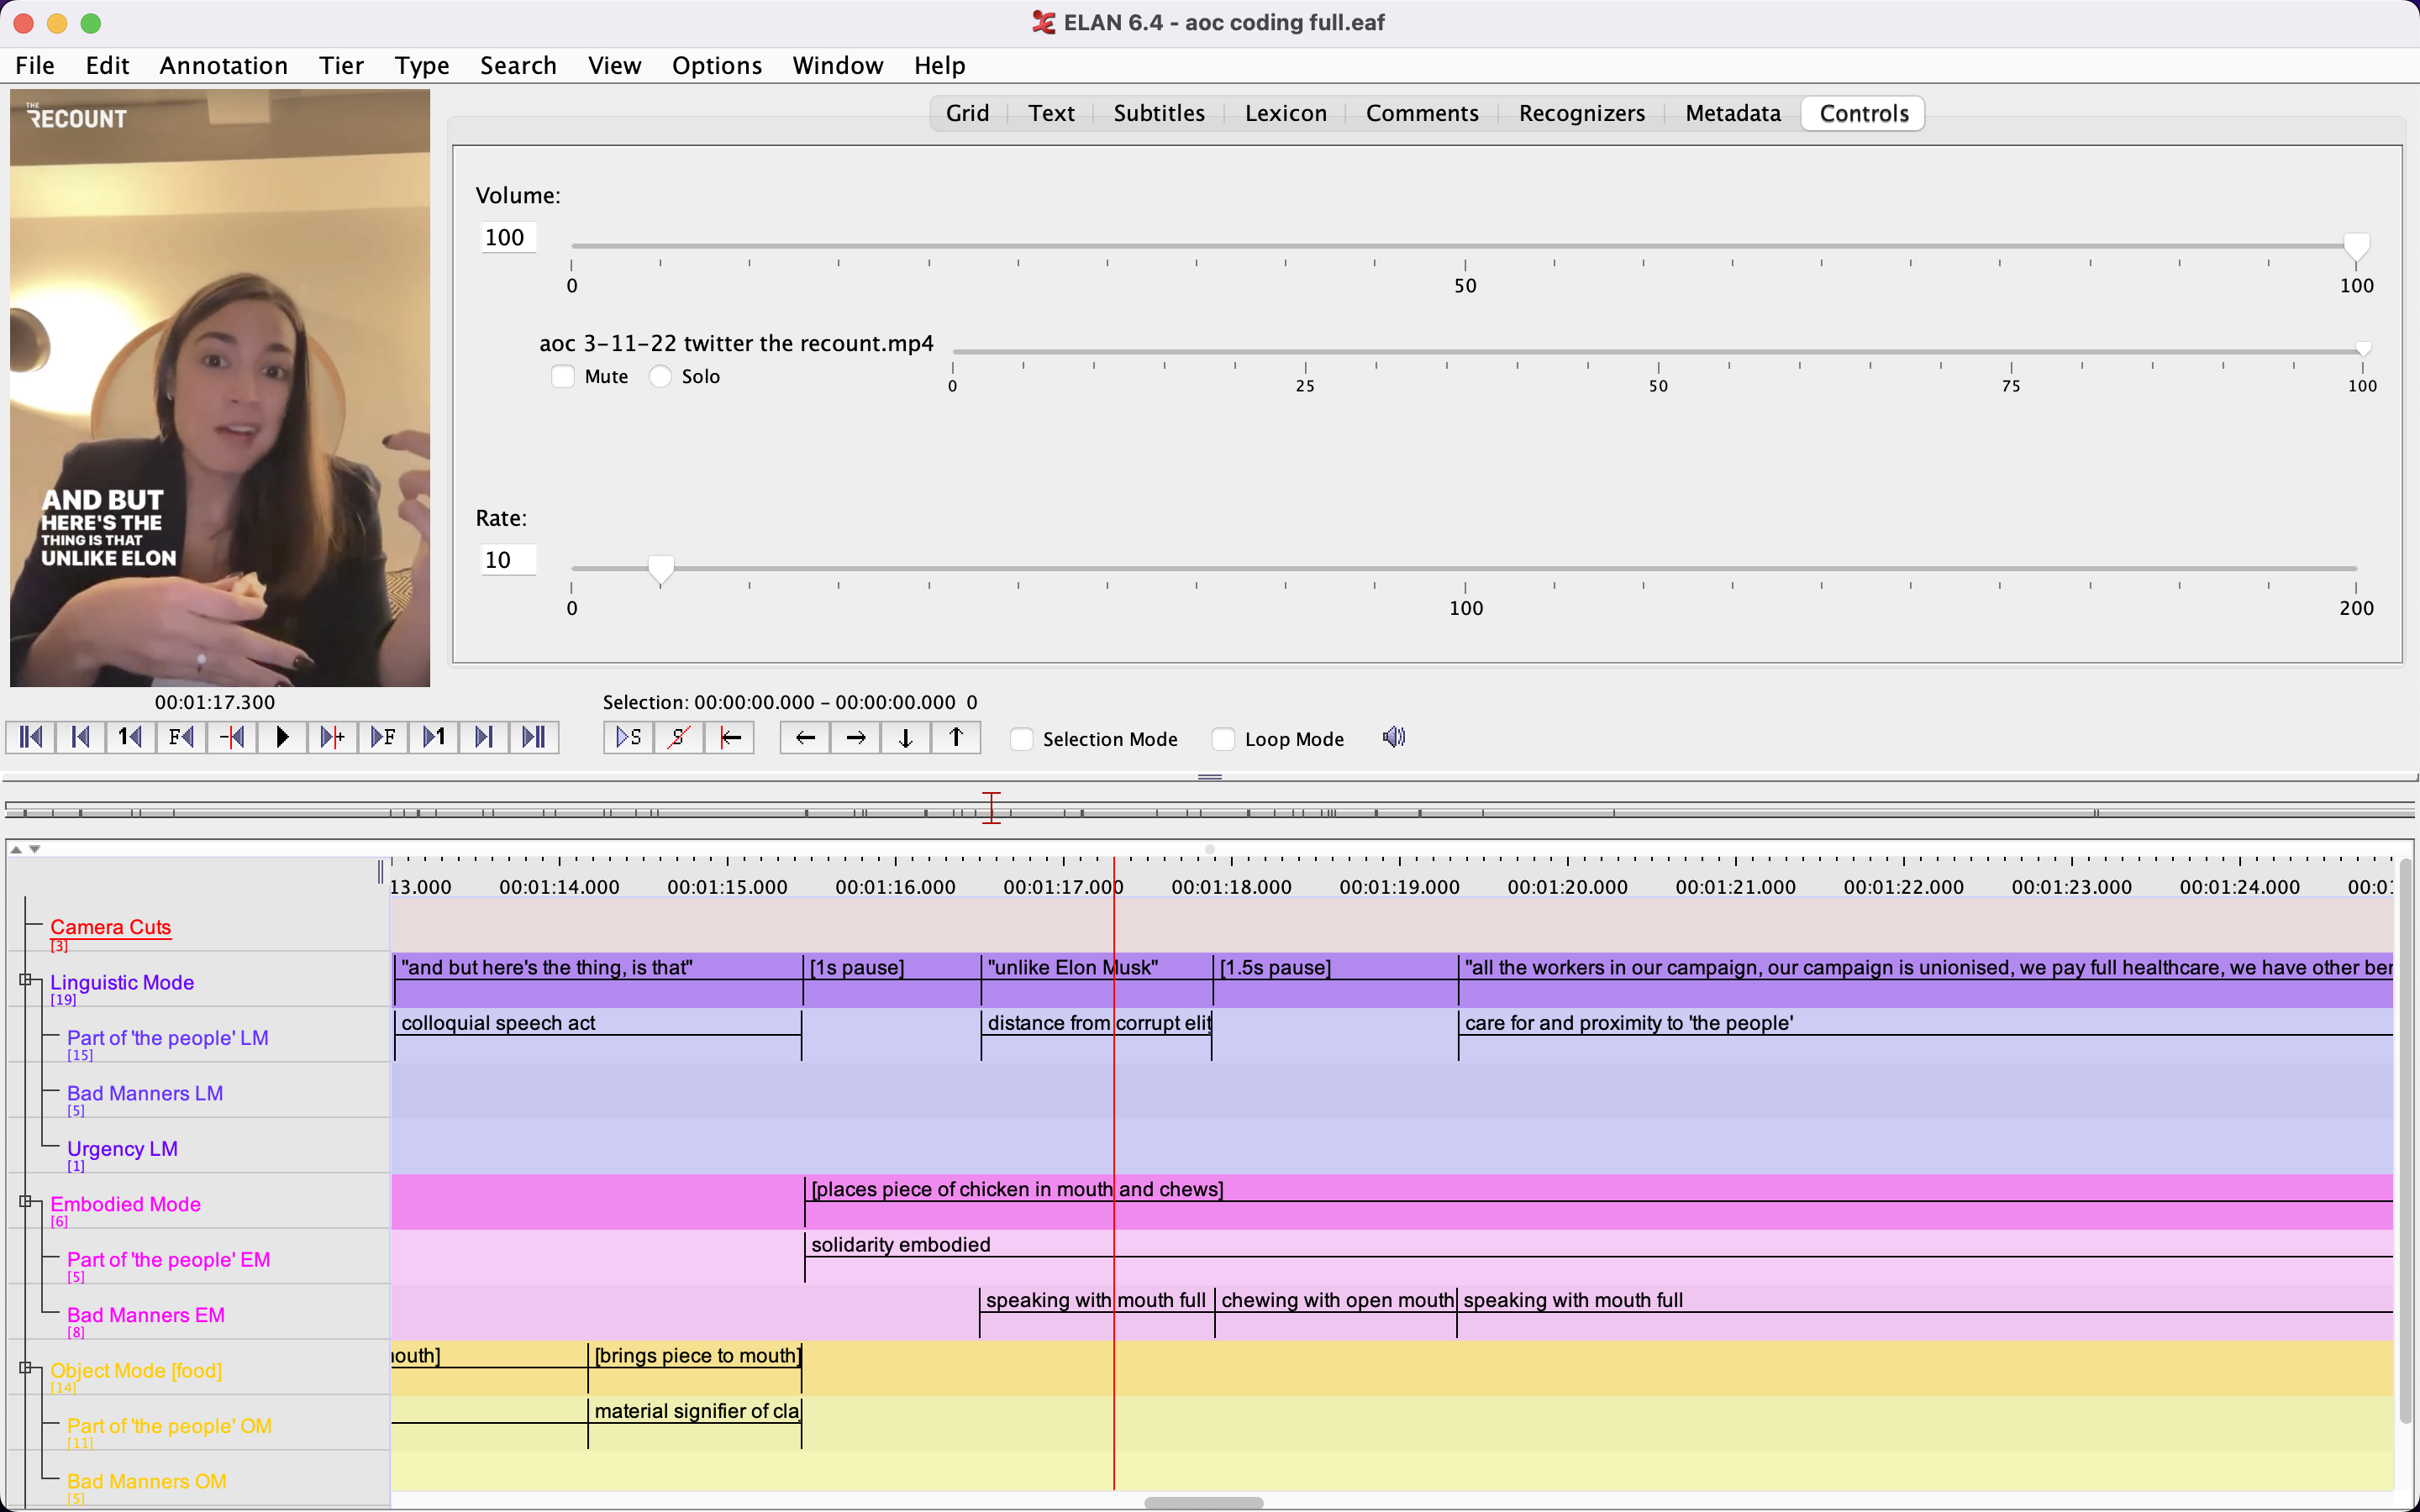 ELAN 6.4 - aoc coding full.eaf
File Edit Annotation Tier Type Search View Options Window Help
THE
RECOUNT
AND BUT
HERE'S THE
THING IS THAT
UNLIKE ELON
Grid Text Subtitles Lexicon Comments Recognizers Metadata Controls
Volume:
100
0 50 100
aoc 3-11-22 twitter the recount.mp4
Mute Solo
0 25 50 75 100
Rate:
10
0 100 200
00:01:17.300
Selection: 00:00:00.000 - 00:00:00.000 0
1 F F 1 S S Selection Mode Loop Mode
13.000 00:01:14.000 00:01:15.000 00:01:16.000 00:01:17.000 00:01:18.000 00:01:19.000 00:01:20.000 00:01:21.000 00:01:22.000 00:01:23.000 00:01:24.000 00:01:
Camera Cuts
[3]
Linguistic Mode
[19]
"and but here's the thing, is that" [1s pause] "unlike Elon Musk" [1.5s pause] "all the workers in our campaign, our campaign is unionised, we pay full healthcare, we have other ber
Part of 'the people' LM
[15]
colloquial speech act distance from corrupt elit care for and proximity to 'the people'
Bad Manners LM
[5]
Urgency LM
[1]
Embodied Mode
[6]
[places piece of chicken in mouth and chews]
Part of 'the people' EM
[5]
solidarity embodied
Bad Manners EM
[8]
speaking with mouth full chewing with open mouth speaking with mouth full
Object Mode [food]
[14]
outh] [brings piece to mouth]
Part of 'the people' OM
[11]
material signifier of cla
Bad Manners OM
[5]